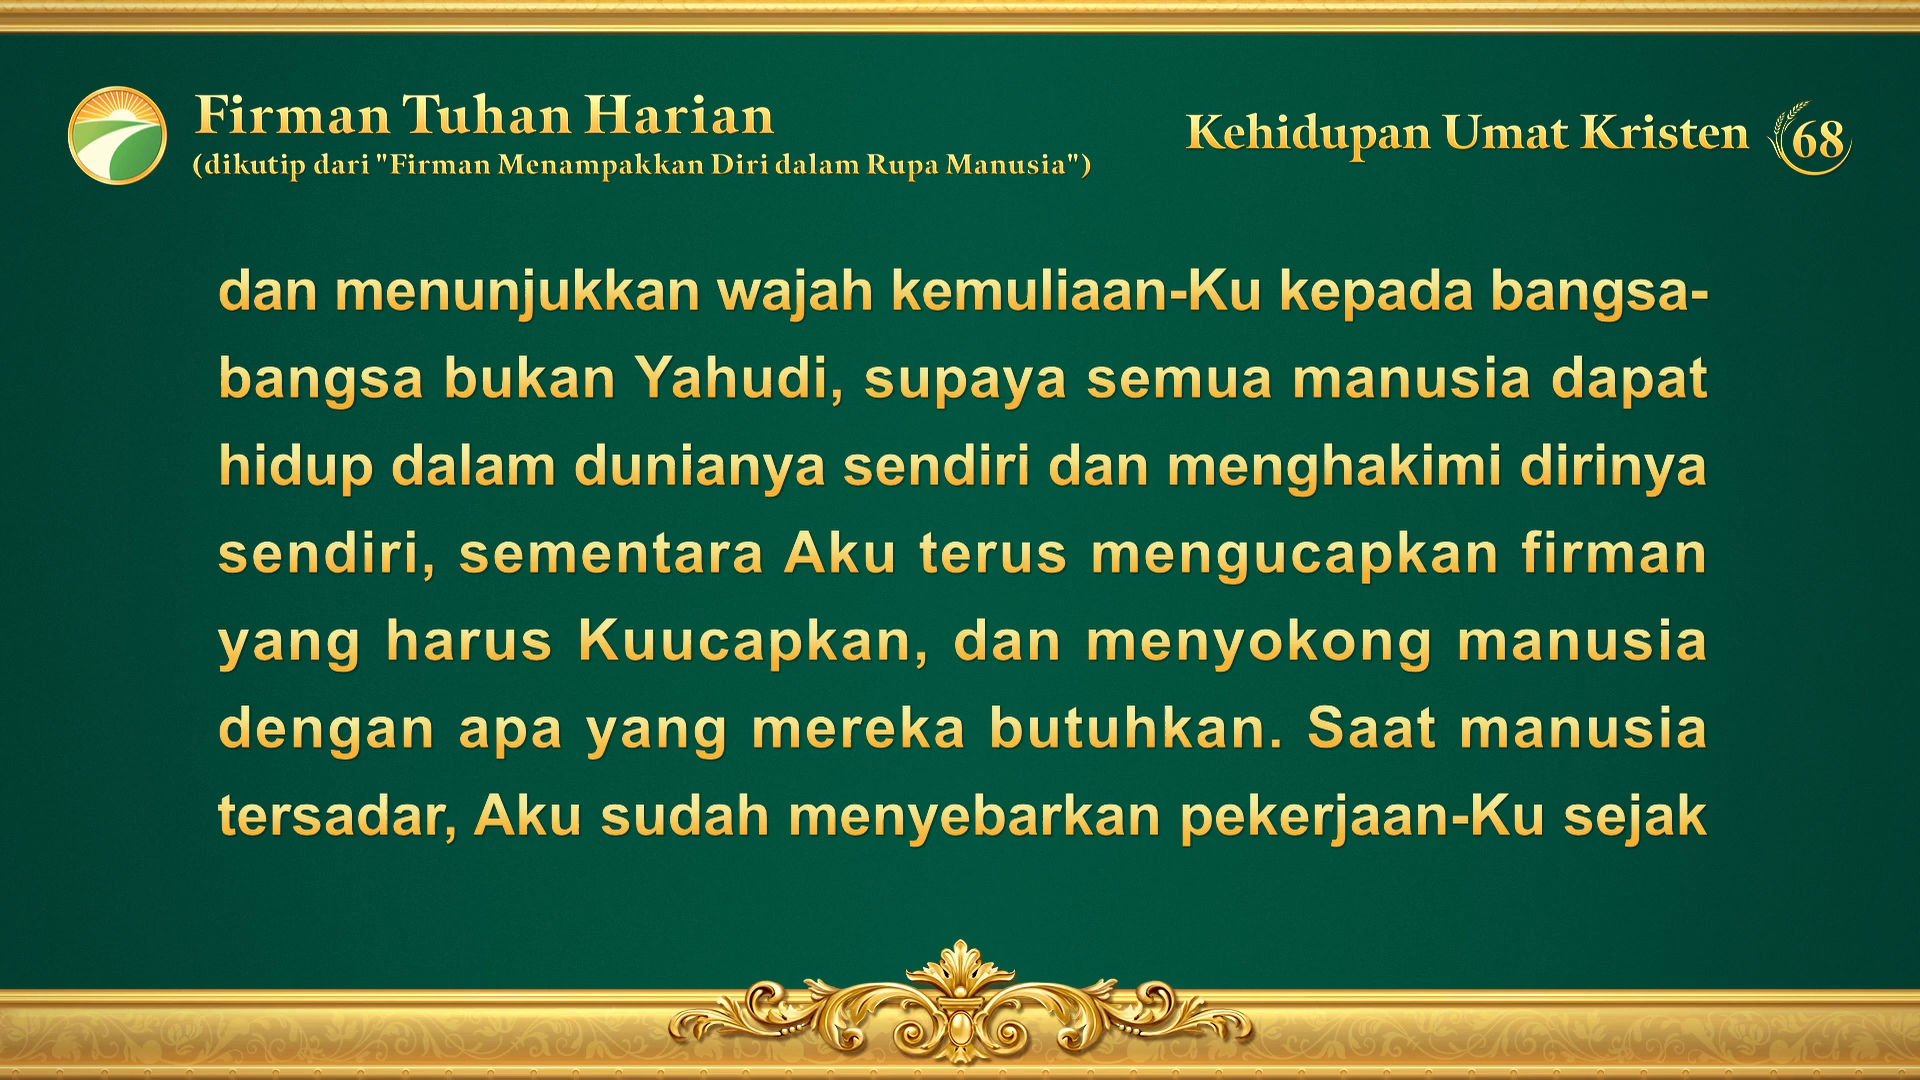 Firman Tuhan Harian
(dikutip dari "Firman Menampakkan Diri dalam Rupa Manusia")
Kehidupan Umat Kristen 68
dan menunjukkan wajah kemuliaan-Ku kepada bangsa-
bangsa bukan Yahudi, supaya semua manusia dapat
hidup dalam dunianya sendiri dan menghakimi dirinya
sendiri, sementara Aku terus mengucapkan firman
yang harus Kuucapkan, dan menyokong manusia
dengan apa yang mereka butuhkan. Saat manusia
tersadar, Aku sudah menyebarkan pekerjaan-Ku sejak